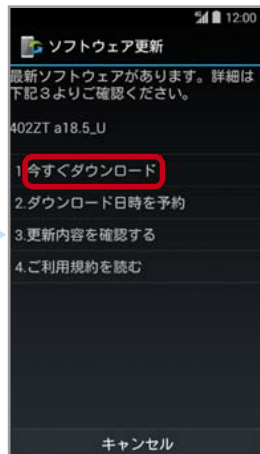 12:00
ソフトウェア更新
最新ソフトウェアがあります。詳細は
下記3よりご確認ください。
402ZT a18.5_U
1.今すぐダウンロード
2.ダウンロード日時を予約
3.更新内容を確認する
4.ご利用規約を読む
キャンセル